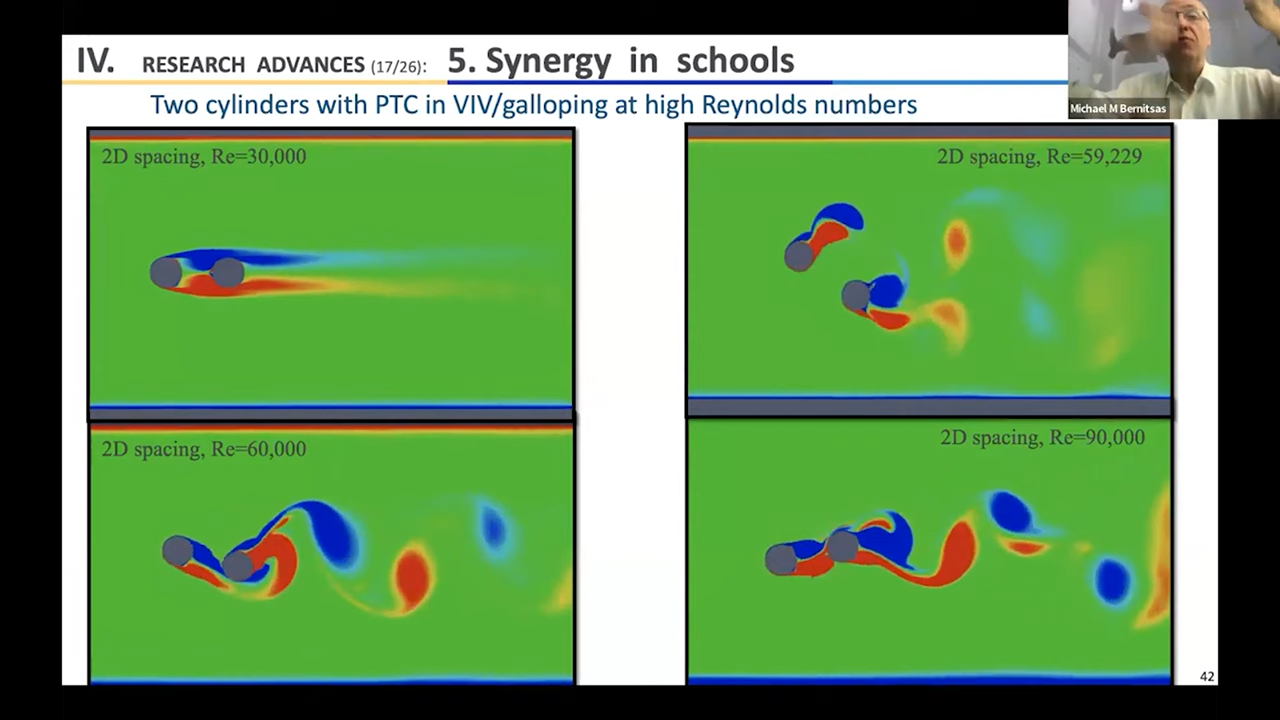 IV. RESEARCH ADVANCES (17/26): 5. Synergy in schools
Two cylinders with PTC in VIV/galloping at high Reynolds numbers
Michael M Bernitsas
2D spacing, Re=30,000
2D spacing, Re=59,229
2D spacing, Re=60,000
2D spacing, Re=90,000
42